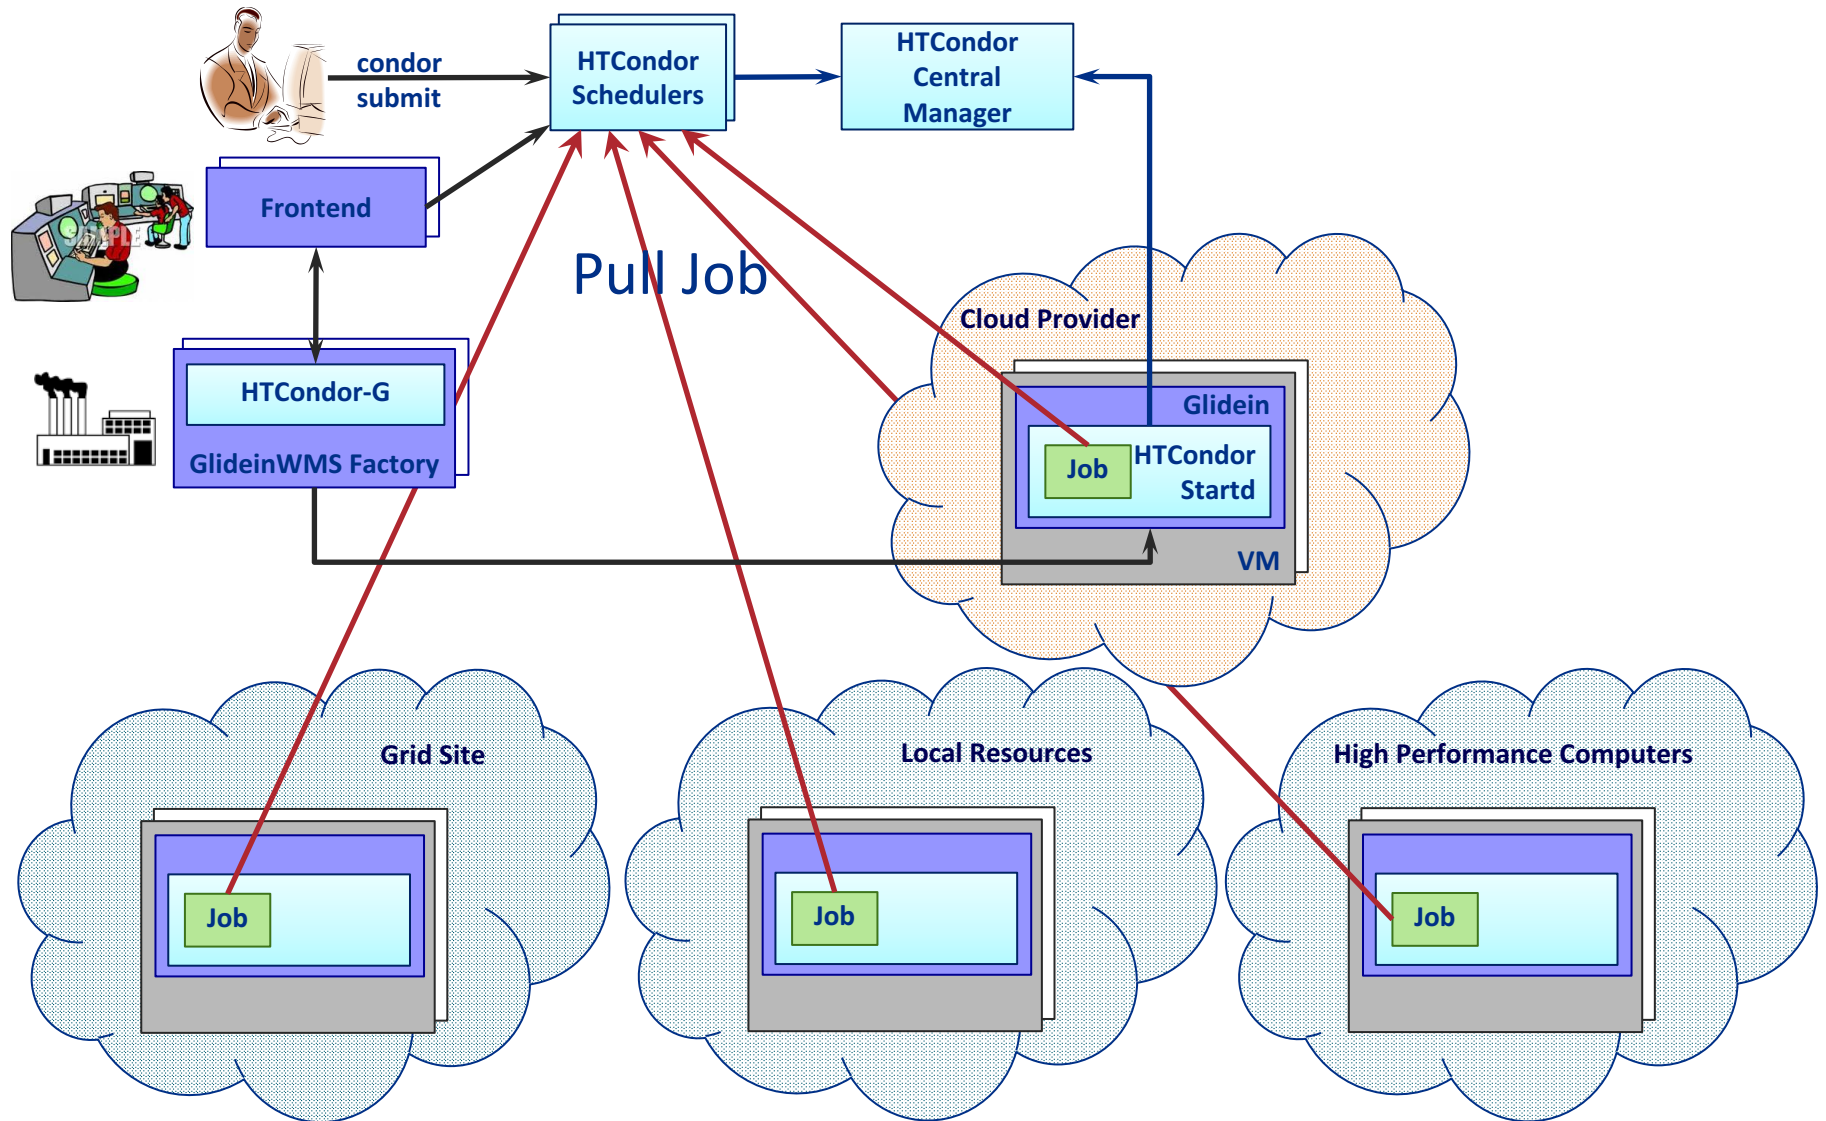 condor
submit
HTCondor
Schedulers
HTCondor
Central
Manager
Frontend
SAMPLE
Pull Job
Cloud Provider
HTCondor-G
GlideinWMS Factory
Glidein
Job
HTCondor
Startd
VM
Grid Site
Job
Local Resources
Job
High Performance Computers
Job